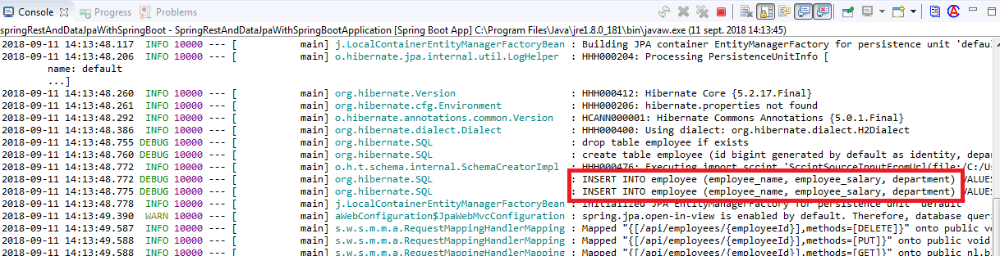 Console Progress Problems
springRestAndDataJpaWithSpringBoot - SpringRestAndDataJpaWithSpringBootApplication [Spring Boot App] C:\Program Files\Java\jre1.8.0_181\bin\javaw.exe (11 sept. 2018 14:13:45)
2018-09-11 14:13:48.117 INFO 10000 --- [ main] j.LocalContainerEntityManagerFactoryBean : Building JPA container EntityManagerFactory for persistence unit 'defaul
2018-09-11 14:13:48.206 INFO 10000 --- [ main] o.hibernate.jpa.internal.util.LogHelper : HHH000204: Processing PersistenceUnitInfo [
name: default
...]
2018-09-11 14:13:48.260 INFO 10000 --- [ main] org.hibernate.Version : HHH000412: Hibernate Core {5.2.17.Final}
2018-09-11 14:13:48.261 INFO 10000 --- [ main] org.hibernate.cfg.Environment : HHH000206: hibernate.properties not found
2018-09-11 14:13:48.292 INFO 10000 --- [ main] o.hibernate.annotations.common.Version : HCANN000001: Hibernate Commons Annotations {5.0.1.Final}
2018-09-11 14:13:48.386 INFO 10000 --- [ main] org.hibernate.dialect.Dialect : HHH000400: Using dialect: org.hibernate.dialect.H2Dialect
2018-09-11 14:13:48.755 DEBUG 10000 --- [ main] org.hibernate.SQL : drop table employee if exists
2018-09-11 14:13:48.760 DEBUG 10000 --- [ main] org.hibernate.SQL : create table employee (id bigint generated by default as identity, depa
2018-09-11 14:13:48.772 INFO 10000 --- [ main] o.h.t.schema.internal.SchemaCreatorImpl : HHH000476: Executing import script 'ScriptSourceInputFromUrl(file:/C:/Us
2018-09-11 14:13:48.772 DEBUG 10000 --- [ main] org.hibernate.SQL : INSERT INTO employee (employee_name, employee_salary, department) VALUES
2018-09-11 14:13:48.775 DEBUG 10000 --- [ main] org.hibernate.SQL : INSERT INTO employee (employee_name, employee_salary, department) VALUES
2018-09-11 14:13:48.778 INFO 10000 --- [ main] j.LocalContainerEntityManagerFactoryBean : Initialized JPA EntityManagerFactory for persistence unit 'default'
2018-09-11 14:13:49.390 WARN 10000 --- [ main] aWebConfiguration$JpaWebMvcConfiguration : spring.jpa.open-in-view is enabled by default. Therefore, database queri
2018-09-11 14:13:49.587 INFO 10000 --- [ main] s.w.s.m.m.a.RequestMappingHandlerMapping : Mapped "{[/api/employees/{employeeId}],methods=[DELETE]}" onto public vo
2018-09-11 14:13:49.588 INFO 10000 --- [ main] s.w.s.m.m.a.RequestMappingHandlerMapping : Mapped "{[/api/employees/{employeeId}],methods=[PUT]}" onto public void
2018-09-11 14:13:49.588 INFO 10000 --- [ main] s.w.s.m.m.a.RequestMappingHandlerMapping : Mapped "{[/api/employees/{employeeId}],methods=[GET]}" onto public nl.b